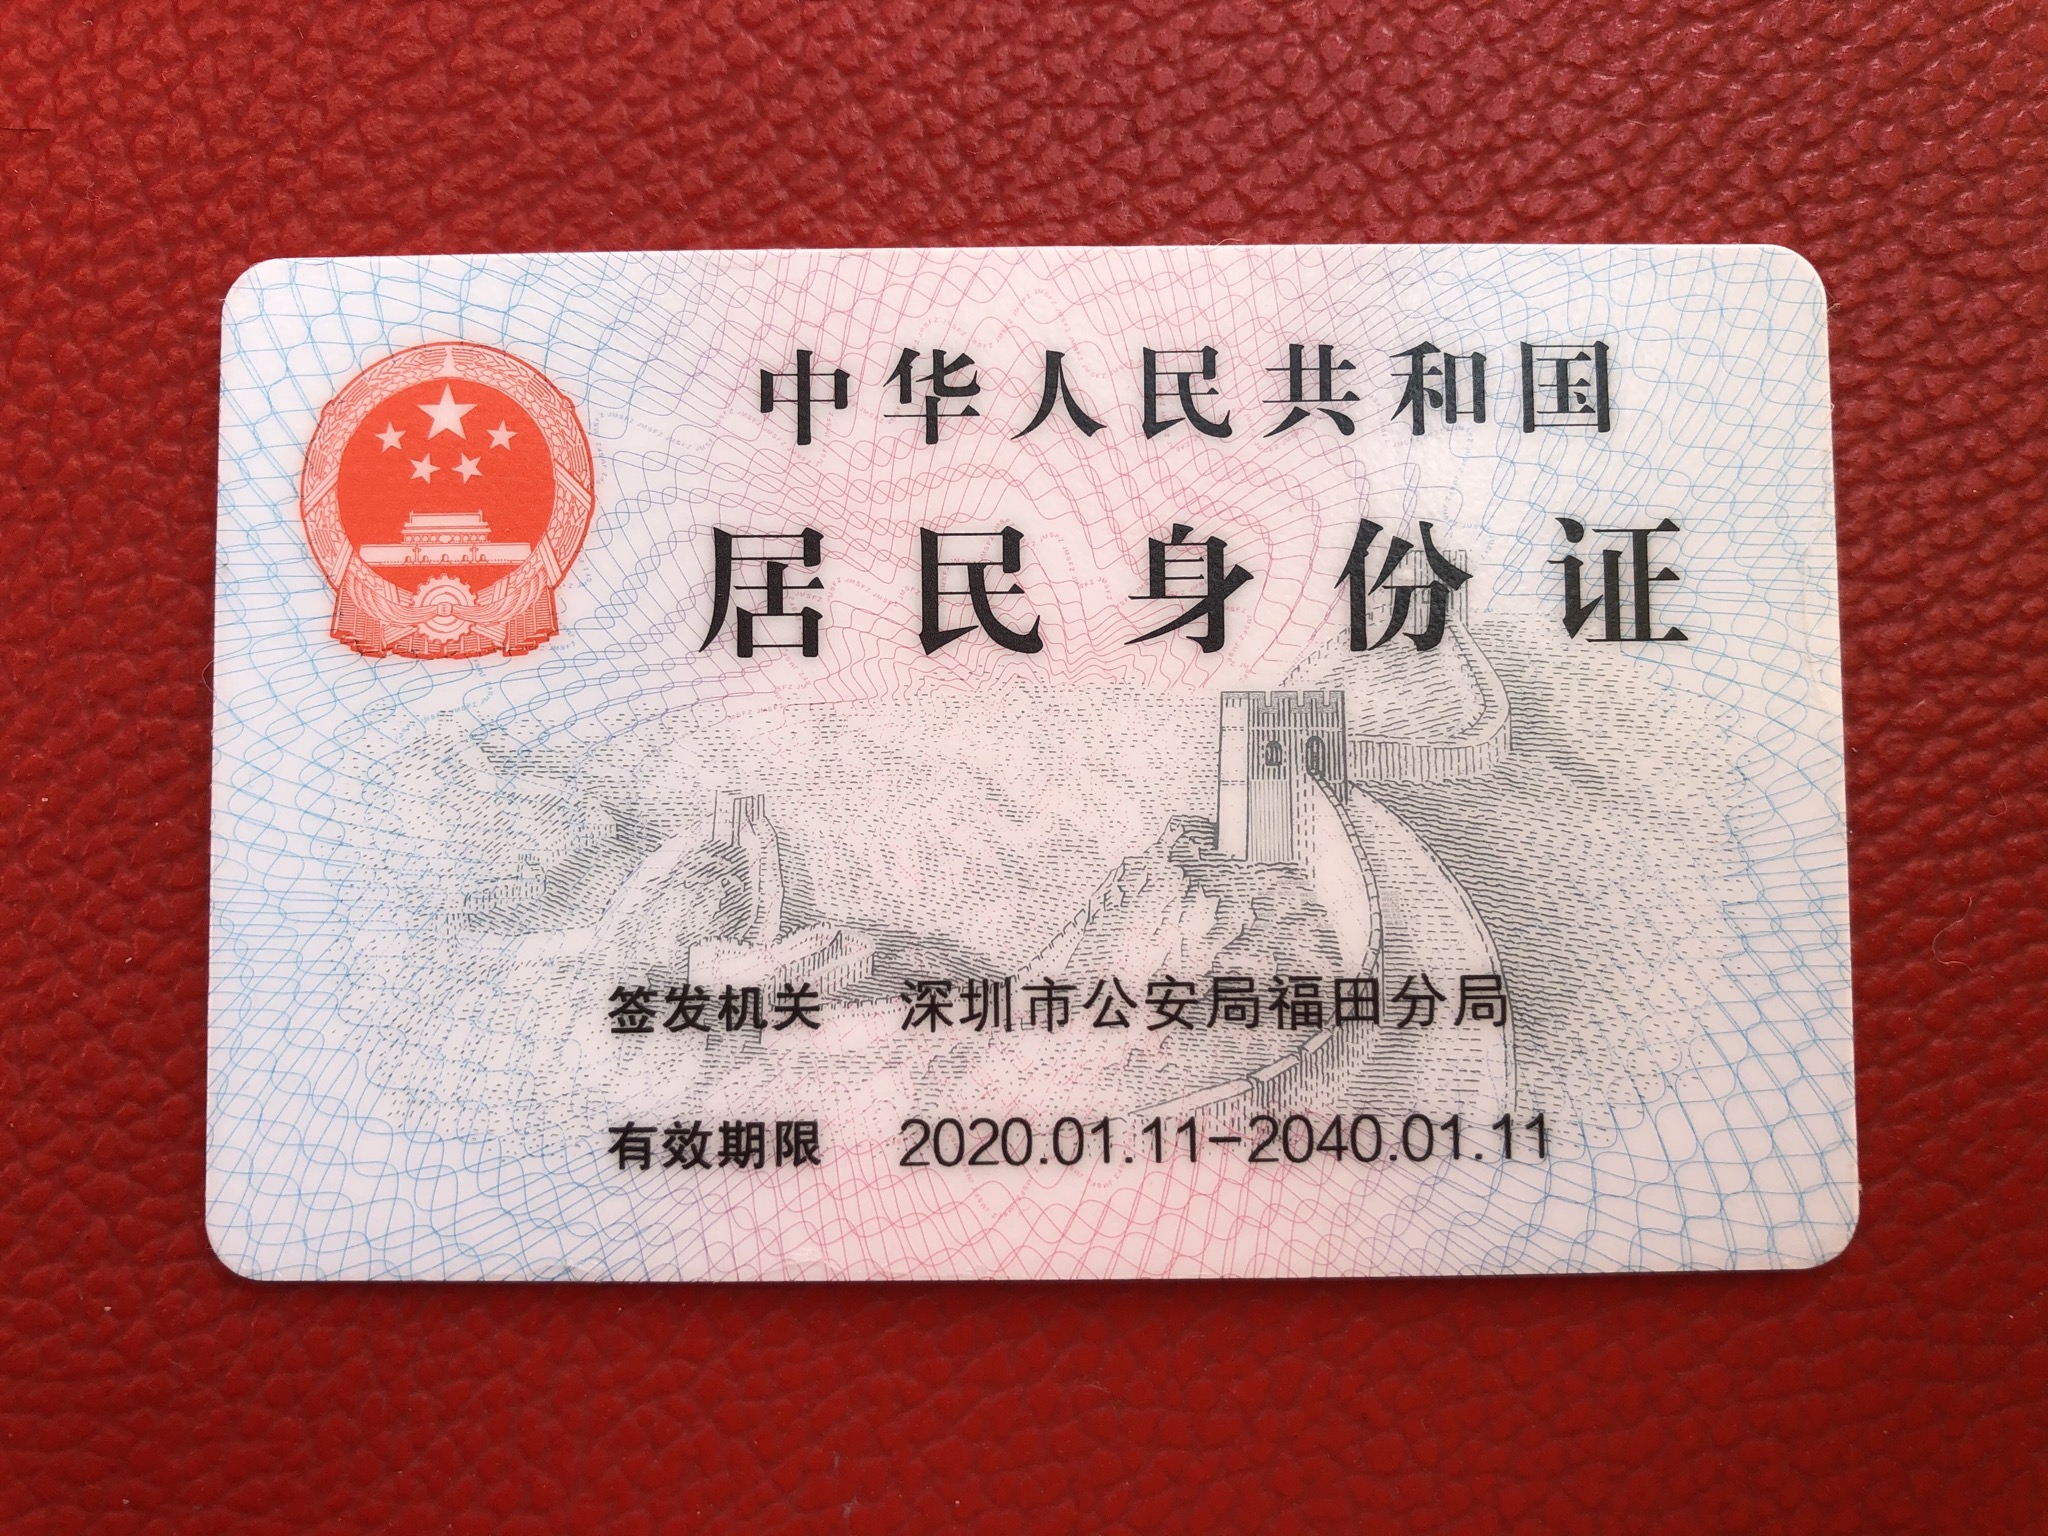 中华人民共和国
居民身份证
签发机关 深圳市公安局福田分局
有效期限 2020.01.11-2040.01.11